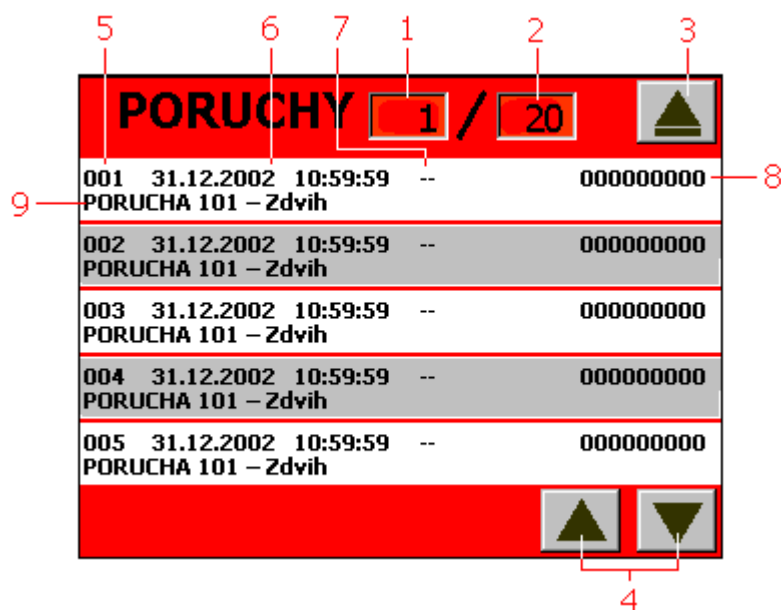 5 6 7 1 2 3
PORUCHY 1 / 20
001 31.12.2002 10:59:59 -- 000000000 8
9 PORUCHA 101 – Zdvih
002 31.12.2002 10:59:59 -- 000000000
PORUCHA 101 – Zdvih
003 31.12.2002 10:59:59 -- 000000000
PORUCHA 101 – Zdvih
004 31.12.2002 10:59:59 -- 000000000
PORUCHA 101 – Zdvih
005 31.12.2002 10:59:59 -- 000000000
PORUCHA 101 – Zdvih
4